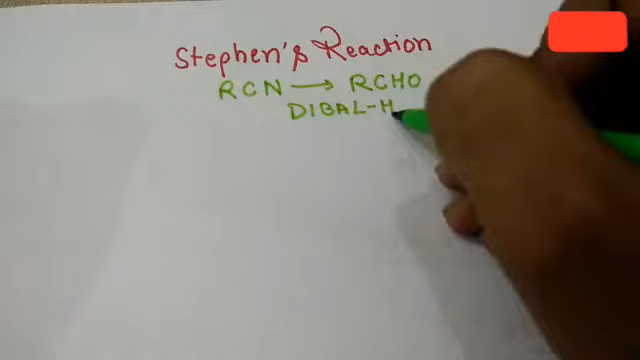 Stephen's Reaction
RCN → RCHO
DIBAL-H